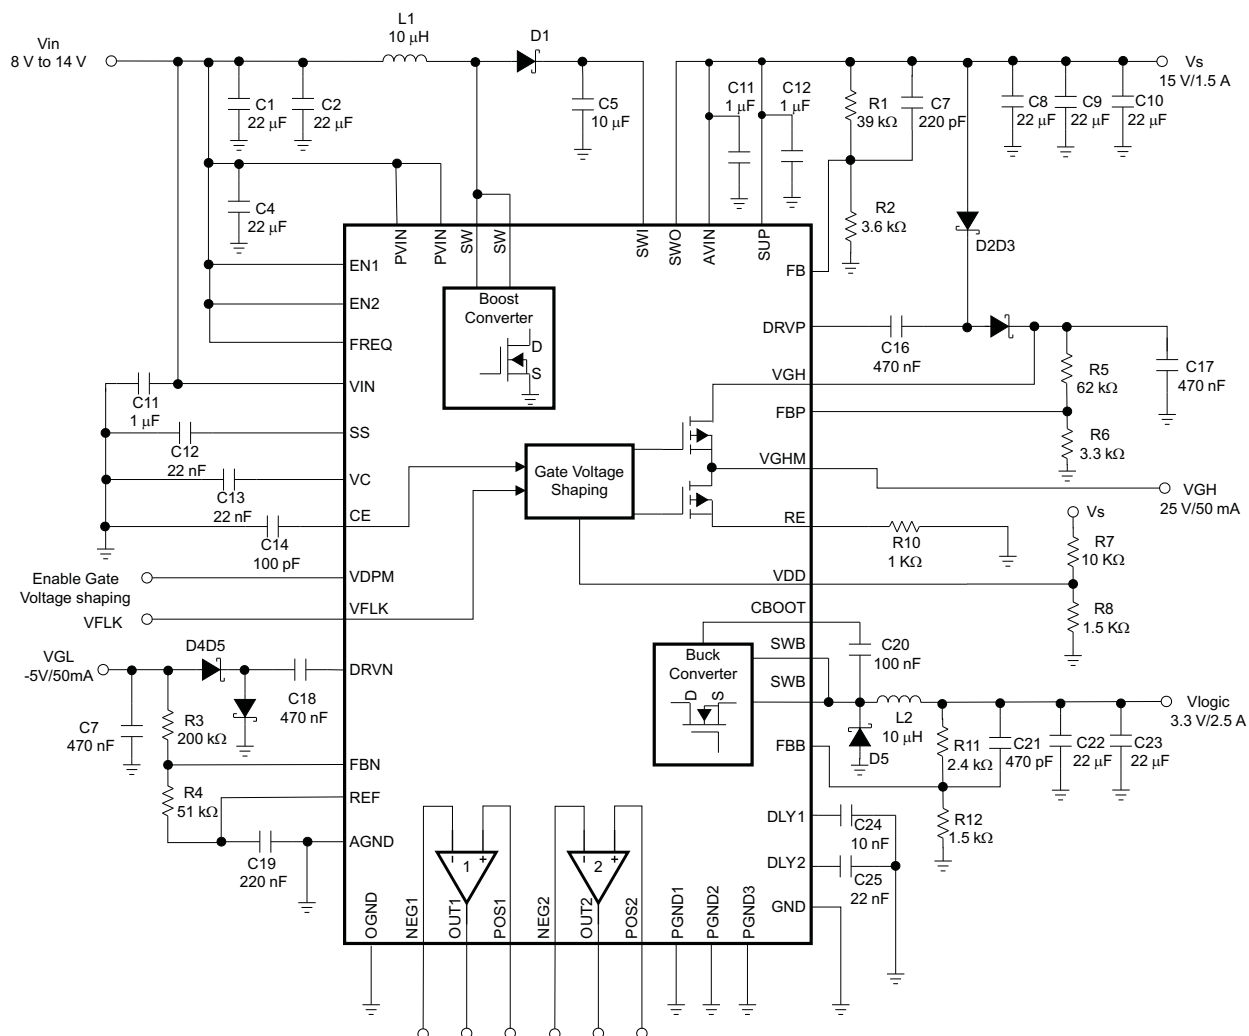 L1
10 µH
D1
Vin
8 V to 14 V
C1
22 µF
C2
22 µF
C5
10 µF
C4
22 µF
C11
1 µF
C12
1 µF
R1
39 kΩ
C7
220 pF
C8
22 µF
C9
22 µF
C10
22 µF
Vs
15 V/1.5 A
R2
3.6 kΩ
D2D3
PVIN
PVIN
SW
SW
SWI
SWO
AVIN
SUP
FB
EN1
EN2
FREQ
VIN
SS
VC
CE
VDPM
VFLK
DRVN
FBN
REF
AGND
Boost
Converter
D
S
DRVP
VGH
FBP
VGHM
RE
VDD
CBOOT
SWB
SWB
FBB
DLY1
DLY2
GND
C16
470 nF
R5
62 kΩ
C17
470 nF
R6
3.3 kΩ
VGH
25 V/50 mA
C11
1 µF
C12
22 nF
C13
22 nF
C14
100 pF
Gate Voltage
Shaping
R10
1 KΩ
Vs
R7
10 KΩ
R8
1.5 KΩ
Enable Gate
Voltage shaping
VFLK
VGL
-5V/50mA
D4D5
C18
470 nF
C7
470 nF
R3
200 kΩ
R4
51 kΩ
C19
220 nF
Buck
Converter
D
S
C20
100 nF
L2
10 µH
D5
Vlogic
3.3 V/2.5 A
R11
2.4 kΩ
C21
470 pF
C22
22 µF
C23
22 µF
R12
1.5 kΩ
C24
10 nF
C25
22 nF
-
+
1
-
+
2
OGND
NEG1
OUT1
POS1
NEG2
OUT2
POS2
PGND1
PGND2
PGND3